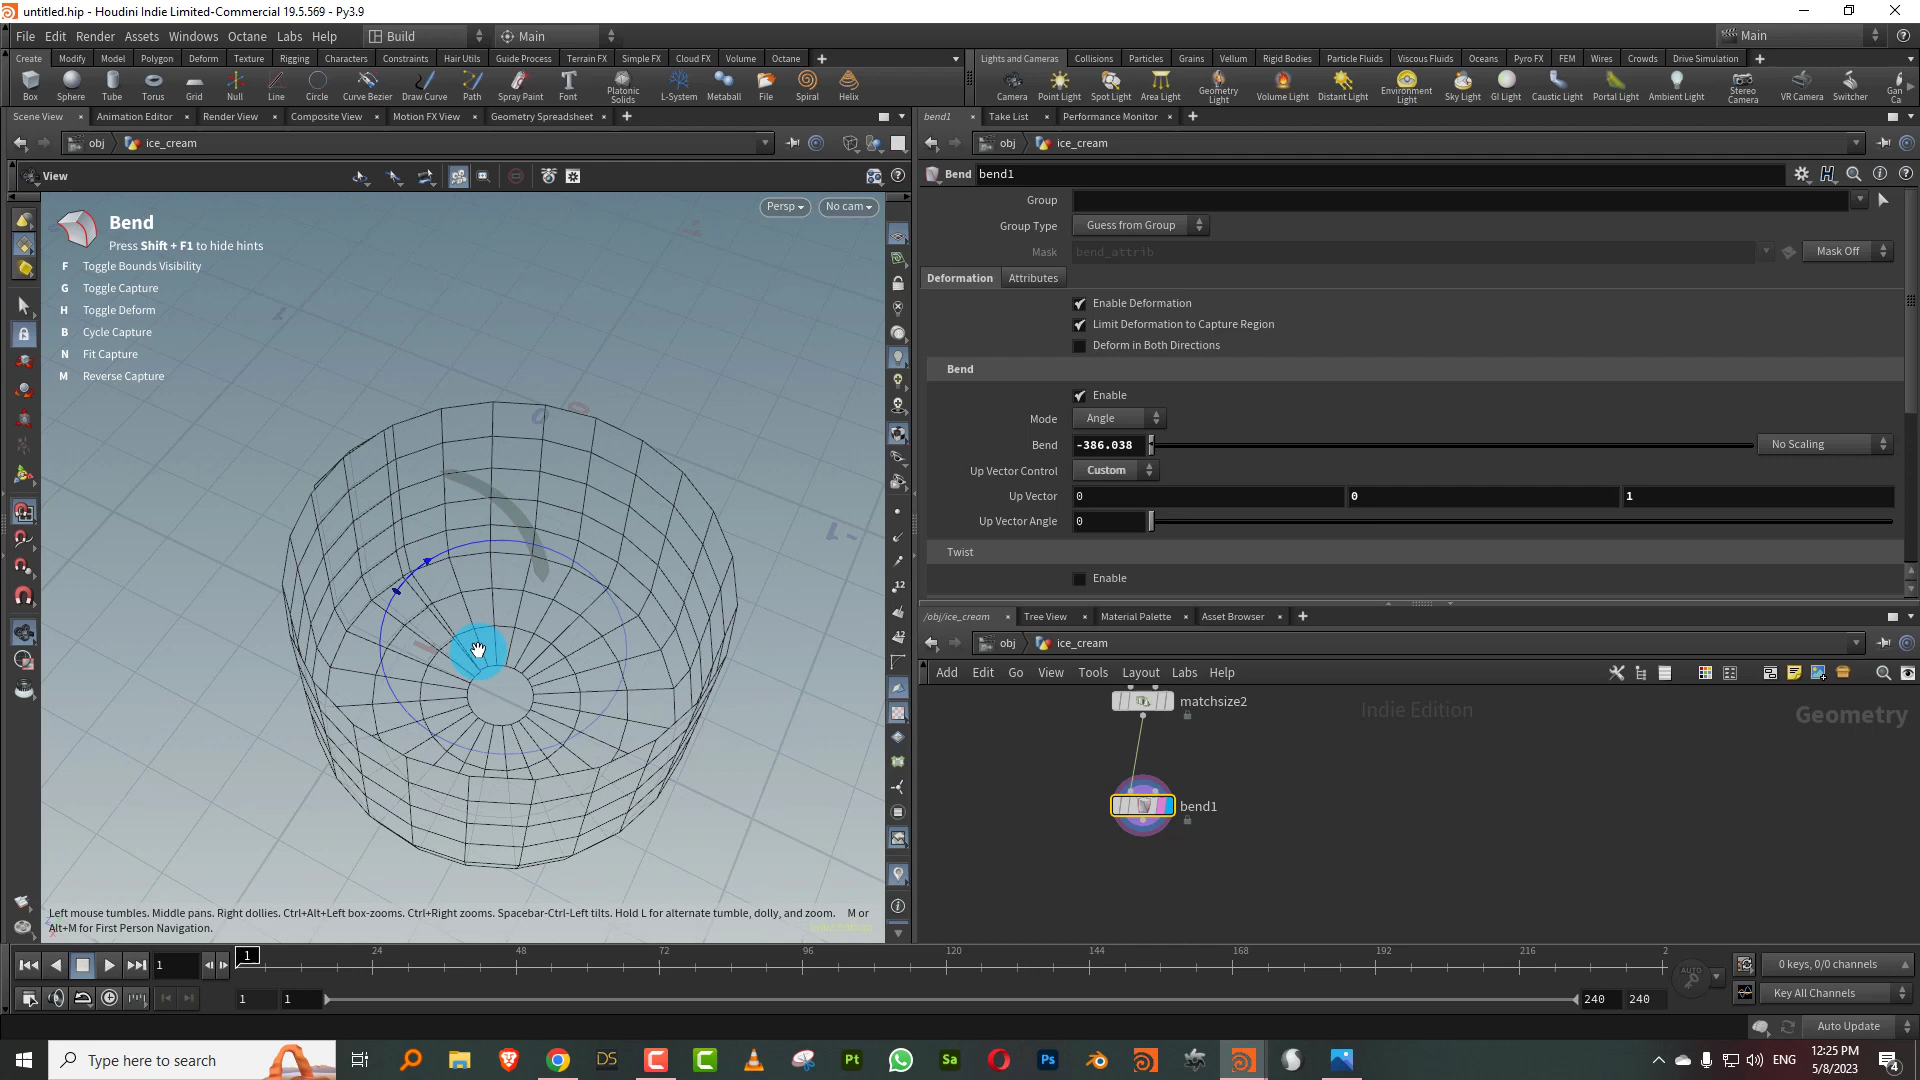 untitled.hip - Houdini Indie Limited-Commercial 19.5.569 - Py3.9
File Edit Render Assets Windows Octane Labs Help Build Main Main
Create Modify Model Polygon Deform Texture Rigging Characters Constraints Hair Utils Guide Process Terrain FX Simple FX Cloud FX Volume Octane
Lights and Cameras Collisions Particles Grains Vellum Rigid Bodies Particle Fluids Viscous Fluids Oceans Pyro FX FEM Wires Crowds Drive Simulation
Box Sphere Tube Torus Grid Null Line Circle Curve Bezier Draw Curve Path Spray Paint Font Platonic Solids L-System Metaball File Spiral Helix
Camera Point Light Spot Light Area Light Geometry Light Volume Light Distant Light Environment Light Sky Light GI Light Caustic Light Portal Light Ambient Light Stereo Camera VR Camera Switcher Gan Ca
Scene View Animation Editor Render View Composite View Motion FX View Geometry Spreadsheet
bend1 Take List Performance Monitor
obj ice_cream
obj ice_cream
View
Bend bend1
Persp No cam
Bend
Press Shift + F1 to hide hints
F Toggle Bounds Visibility
G Toggle Capture
H Toggle Deform
B Cycle Capture
N Fit Capture
M Reverse Capture
Group
Group Type Guess from Group
Mask bend_attrib Mask Off
Deformation Attributes
Enable Deformation
Limit Deformation to Capture Region
Deform in Both Directions
Bend
Enable
Mode Angle
Bend -386.038 No Scaling
Up Vector Control Custom
Up Vector 0 0 1
Up Vector Angle 0
Twist
Enable
/obj/ice_cream Tree View Material Palette Asset Browser
obj ice_cream
Add Edit Go View Tools Layout Labs Help
matchsize2
Indie Edition
Geometry
bend1
Left mouse tumbles. Middle pans. Right dollies. Ctrl+Alt+Left box-zooms. Ctrl+Right zooms. Spacebar-Ctrl-Left tilts. Hold L for alternate tumble, dolly, and zoom. M or
Alt+M for First Person Navigation.
1 1 24 48 72 96 120 144 168 192 216 2
0 keys, 0/0 channels
1 1 240 240
Key All Channels
Auto Update
Type here to search
ENG
12:25 PM
5/8/2023
4